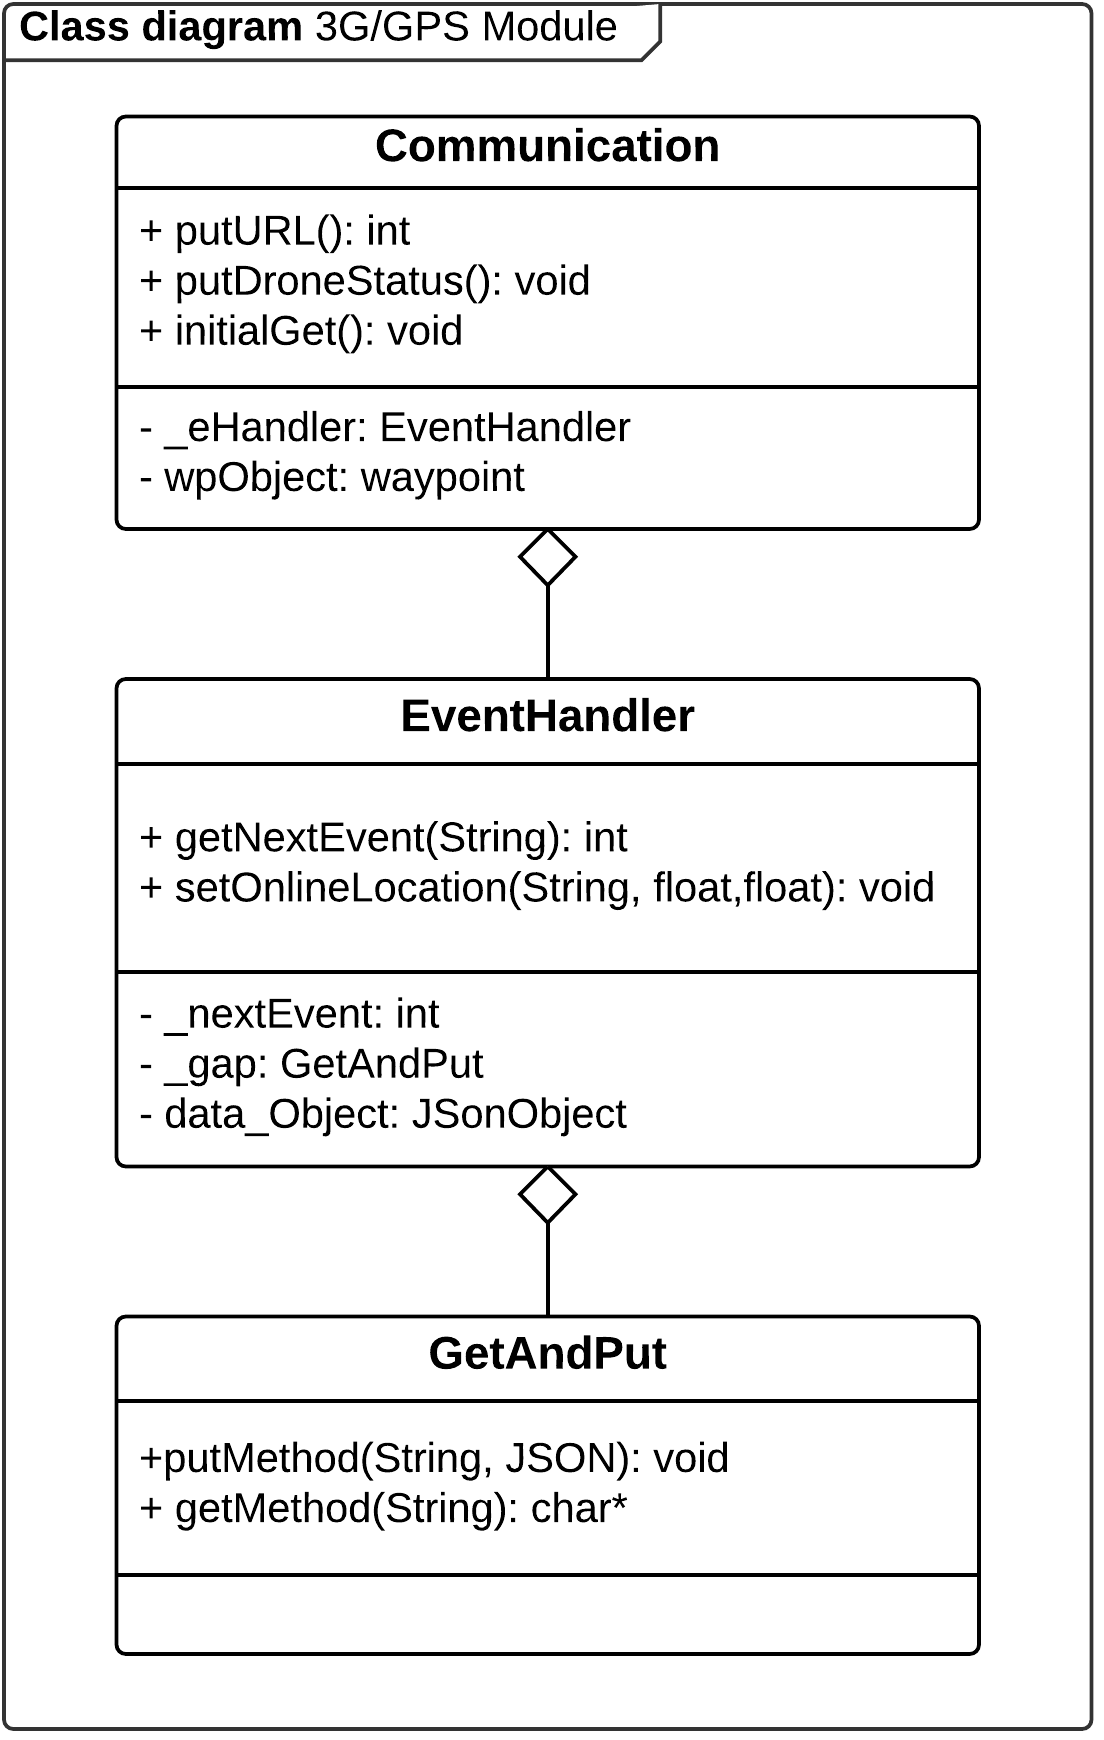 Class diagram 3G/GPS Module
Communication
+ putURL(): int
+ putDroneStatus(): void
+ initialGet(): void
- _eHandler: EventHandler
- wpObject: waypoint
EventHandler
+ getNextEvent(String): int
+ setOnlineLocation(String, float,float): void
- _nextEvent: int
- _gap: GetAndPut
- data_Object: JSonObject
GetAndPut
+putMethod(String, JSON): void
+ getMethod(String): char*